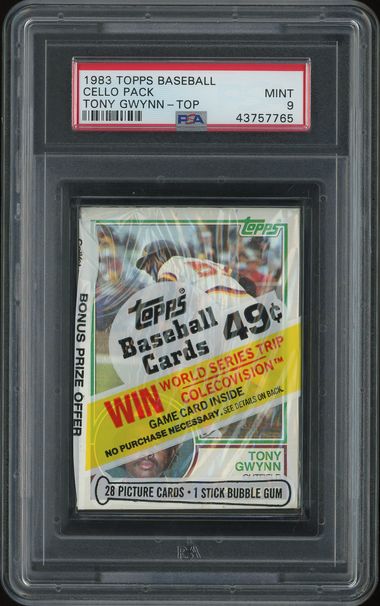 1983 TOPPS BASEBALL
CELLO PACK
TONY GWYNN - TOP
MINT
9
PSA
43757765
Topps
Topps®
Baseball
Cards
49¢
WIN WORLD SERIES TRIP
COLECOVISION™
GAME CARD INSIDE
NO PURCHASE NECESSARY. SEE DETAILS ON BACK.
BONUS PRIZE OFFER
TONY
GWYNN
OUTFIELD
28 PICTURE CARDS • 1 STICK BUBBLE GUM
PSA